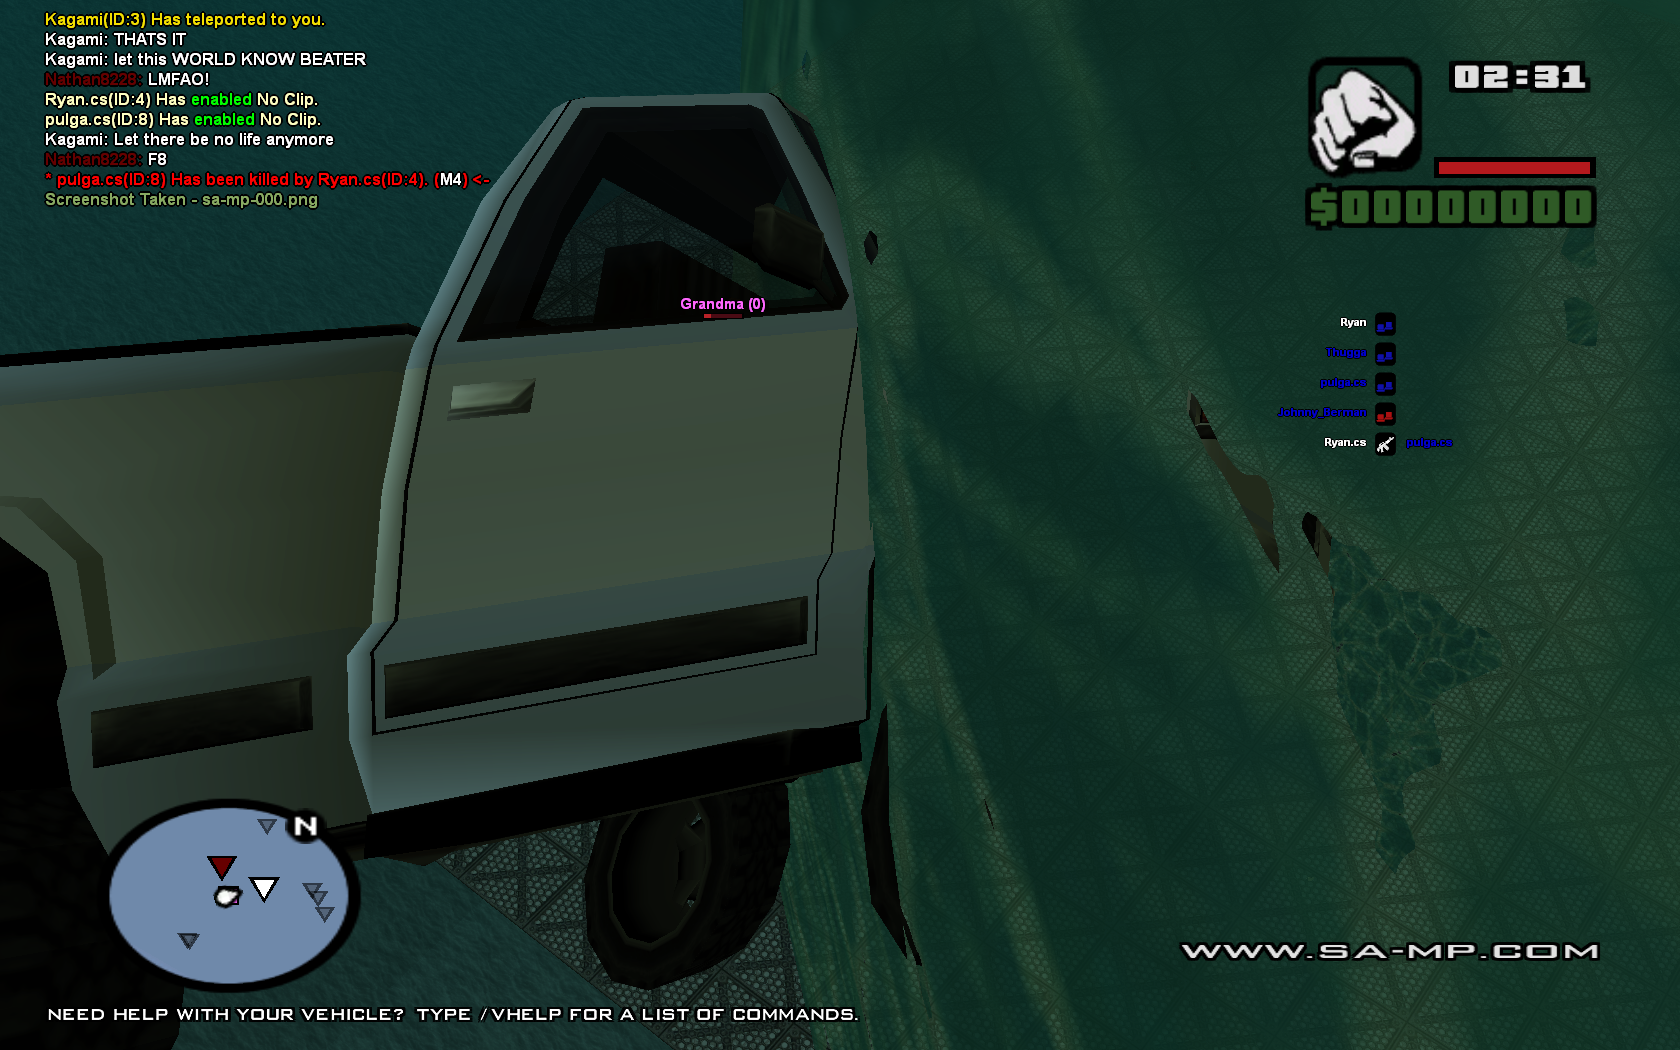 Kagami(ID:3) Has teleported to you.
Kagami: THATS IT
Kagami: let this WORLD KNOW BEATER
Nathan8228: LMFAO!
Ryan.cs(ID:4) Has enabled No Clip.
pulga.cs(ID:8) Has enabled No Clip.
Kagami: Let there be no life anymore
Nathan8228: F8
* pulga.cs(ID:8) Has been killed by Ryan.cs(ID:4). (M4) <-
Screenshot Taken - sa-mp-000.png
02:31
$00000000
Grandma (0)
Ryan
Thugga
pulga.cs
Johnny_Berman
Ryan.cs pulga.cs
N
WWW.SA-MP.COM
NEED HELP WITH YOUR VEHICLE? TYPE /VHELP FOR A LIST OF COMMANDS.